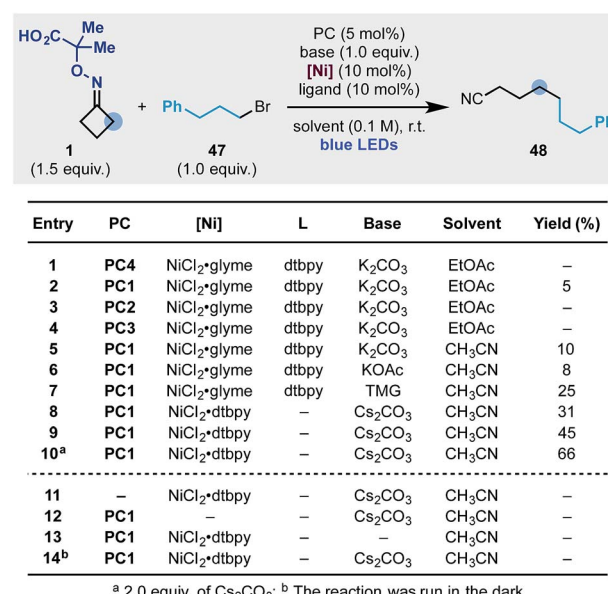 Me
HO2C
Me
O
N
1
(1.5 equiv.)
+
Ph
Br
47
(1.0 equiv.)
PC (5 mol%)
base (1.0 equiv.)
[Ni] (10 mol%)
ligand (10 mol%)
solvent (0.1 M), r.t.
blue LEDs
NC
48
Entry PC [Ni] L Base Solvent Yield (%)
1 PC4 NiCl2•glyme dtbpy K2CO3 EtOAc –
2 PC1 NiCl2•glyme dtbpy K2CO3 EtOAc 5
3 PC2 NiCl2•glyme dtbpy K2CO3 EtOAc –
4 PC3 NiCl2•glyme dtbpy K2CO3 EtOAc –
5 PC1 NiCl2•glyme dtbpy K2CO3 CH3CN 10
6 PC1 NiCl2•glyme dtbpy KOAc CH3CN 8
7 PC1 NiCl2•glyme dtbpy TMG CH3CN 25
8 PC1 NiCl2•dtbpy – Cs2CO3 CH3CN 31
9 PC1 NiCl2•dtbpy – Cs2CO3 CH3CN 45
10a PC1 NiCl2•dtbpy – Cs2CO3 CH3CN 66
11 – NiCl2•dtbpy – Cs2CO3 CH3CN –
12 PC1 – – Cs2CO3 CH3CN –
13 PC1 NiCl2•dtbpy – – CH3CN –
14b PC1 NiCl2•dtbpy – Cs2CO3 CH3CN –
a 2.0 equiv. of Cs2CO3; b The reaction was run in the dark